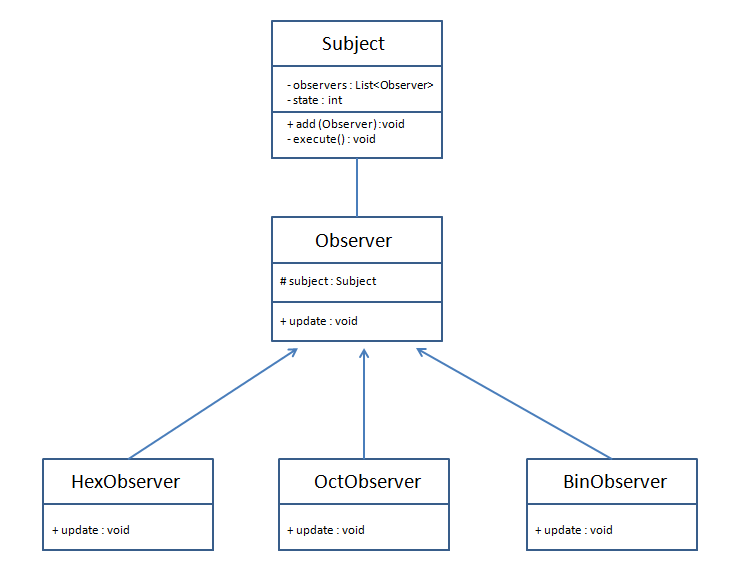 Subject
- observers : List<Observer>
- state : int
+ add (Observer) :void
- execute() : void
Observer
# subject : Subject
+ update : void
HexObserver
+ update : void
OctObserver
+ update : void
BinObserver
+ update : void